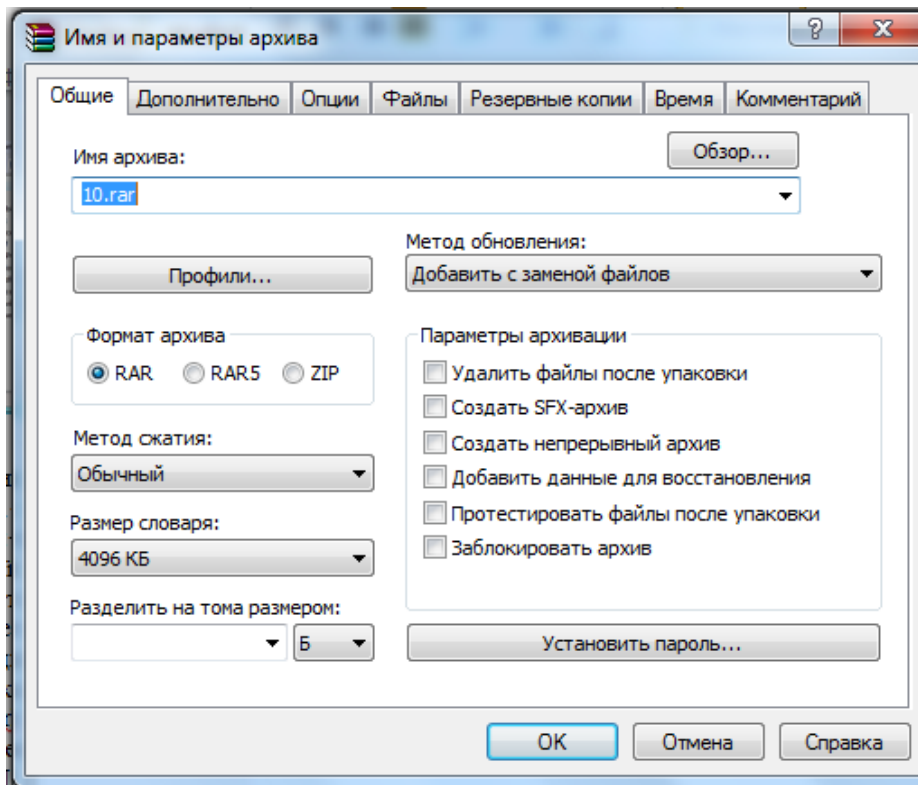 Имя и параметры архива
Общие Дополнительно Опции Файлы Резервные копии Время Комментарий
Имя архива:
Обзор...
10.rar
Метод обновления:
Профили...
Добавить с заменой файлов
Формат архива
RAR RAR5 ZIP
Метод сжатия:
Обычный
Размер словаря:
4096 КБ
Разделить на тома размером:
Б
Параметры архивации
Удалить файлы после упаковки
Создать SFX-архив
Создать непрерывный архив
Добавить данные для восстановления
Протестировать файлы после упаковки
Заблокировать архив
Установить пароль...
OK Отмена Справка